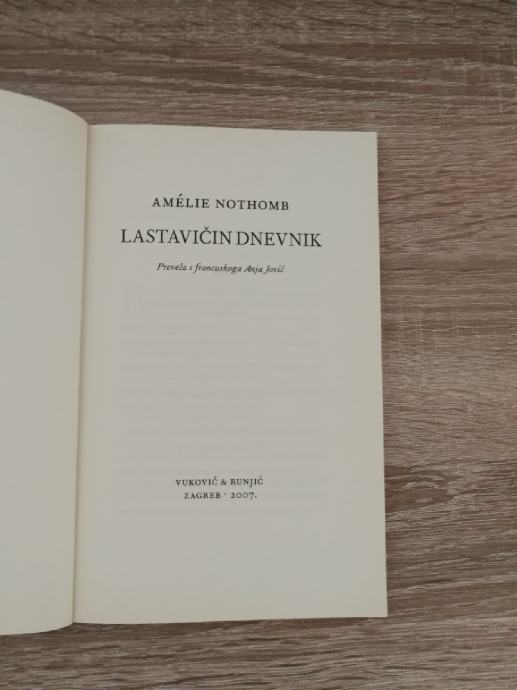 AMÉLIE NOTHOMB
LASTAVIČIN DNEVNIK
Prevela s francuskoga Anja Jović
VUKOVIĆ & RUNJIĆ
ZAGREB · 2007.